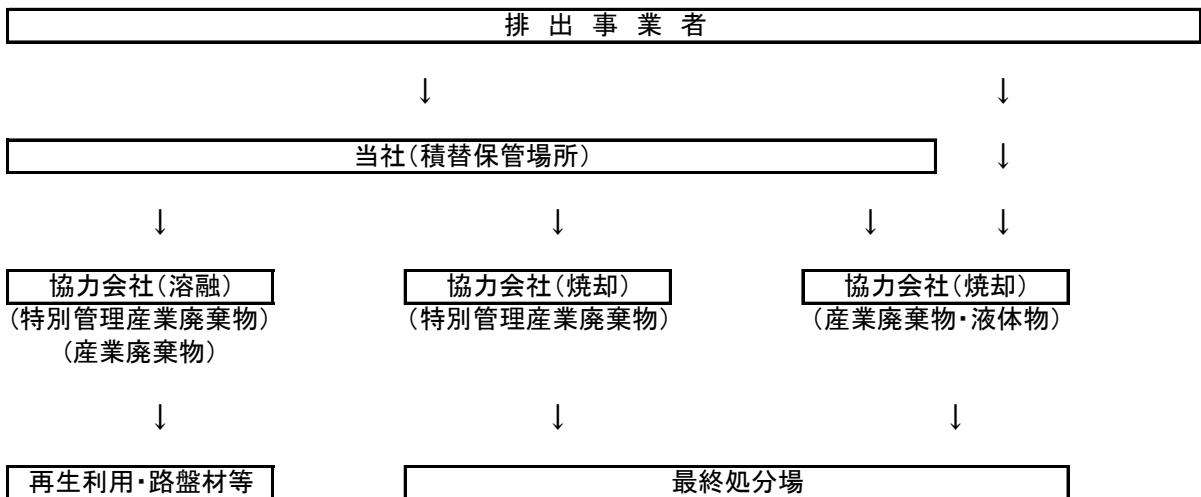 排 出 事 業 者
↓ ↓
当社(積替保管場所) ↓
↓ ↓ ↓ ↓
協力会社(溶融) 協力会社(焼却) 協力会社(焼却)
(特別管理産業廃棄物) (特別管理産業廃棄物) (産業廃棄物・液体物)
(産業廃棄物)
↓ ↓ ↓
再生利用・路盤材等 最終処分場